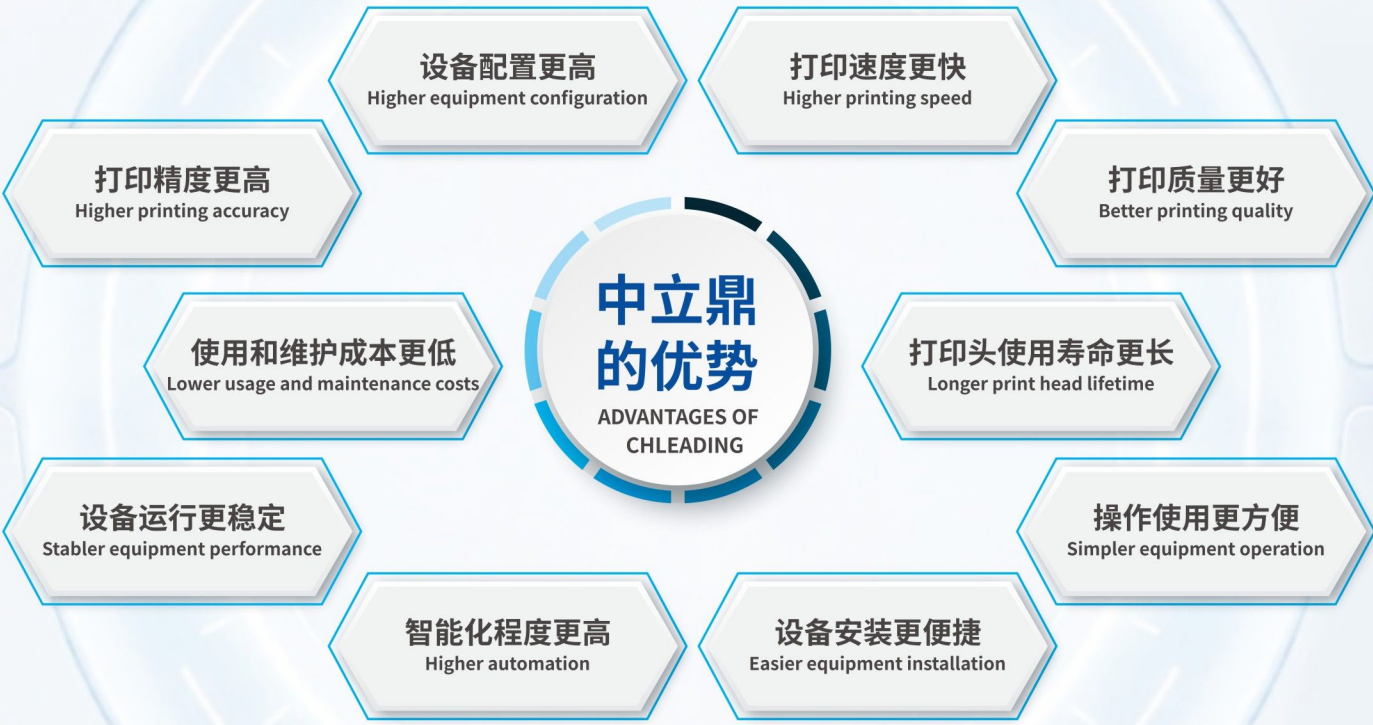 设备配置更高
Higher equipment configuration
打印速度更快
Higher printing speed
打印精度更高
Higher printing accuracy
打印质量更好
Better printing quality
中立鼎
的优势
ADVANTAGES OF
CHLEADING
使用和维护成本更低
Lower usage and maintenance costs
打印头使用寿命更长
Longer print head lifetime
设备运行更稳定
Stabler equipment performance
操作使用更方便
Simpler equipment operation
智能化程度更高
Higher automation
设备安装更便捷
Easier equipment installation